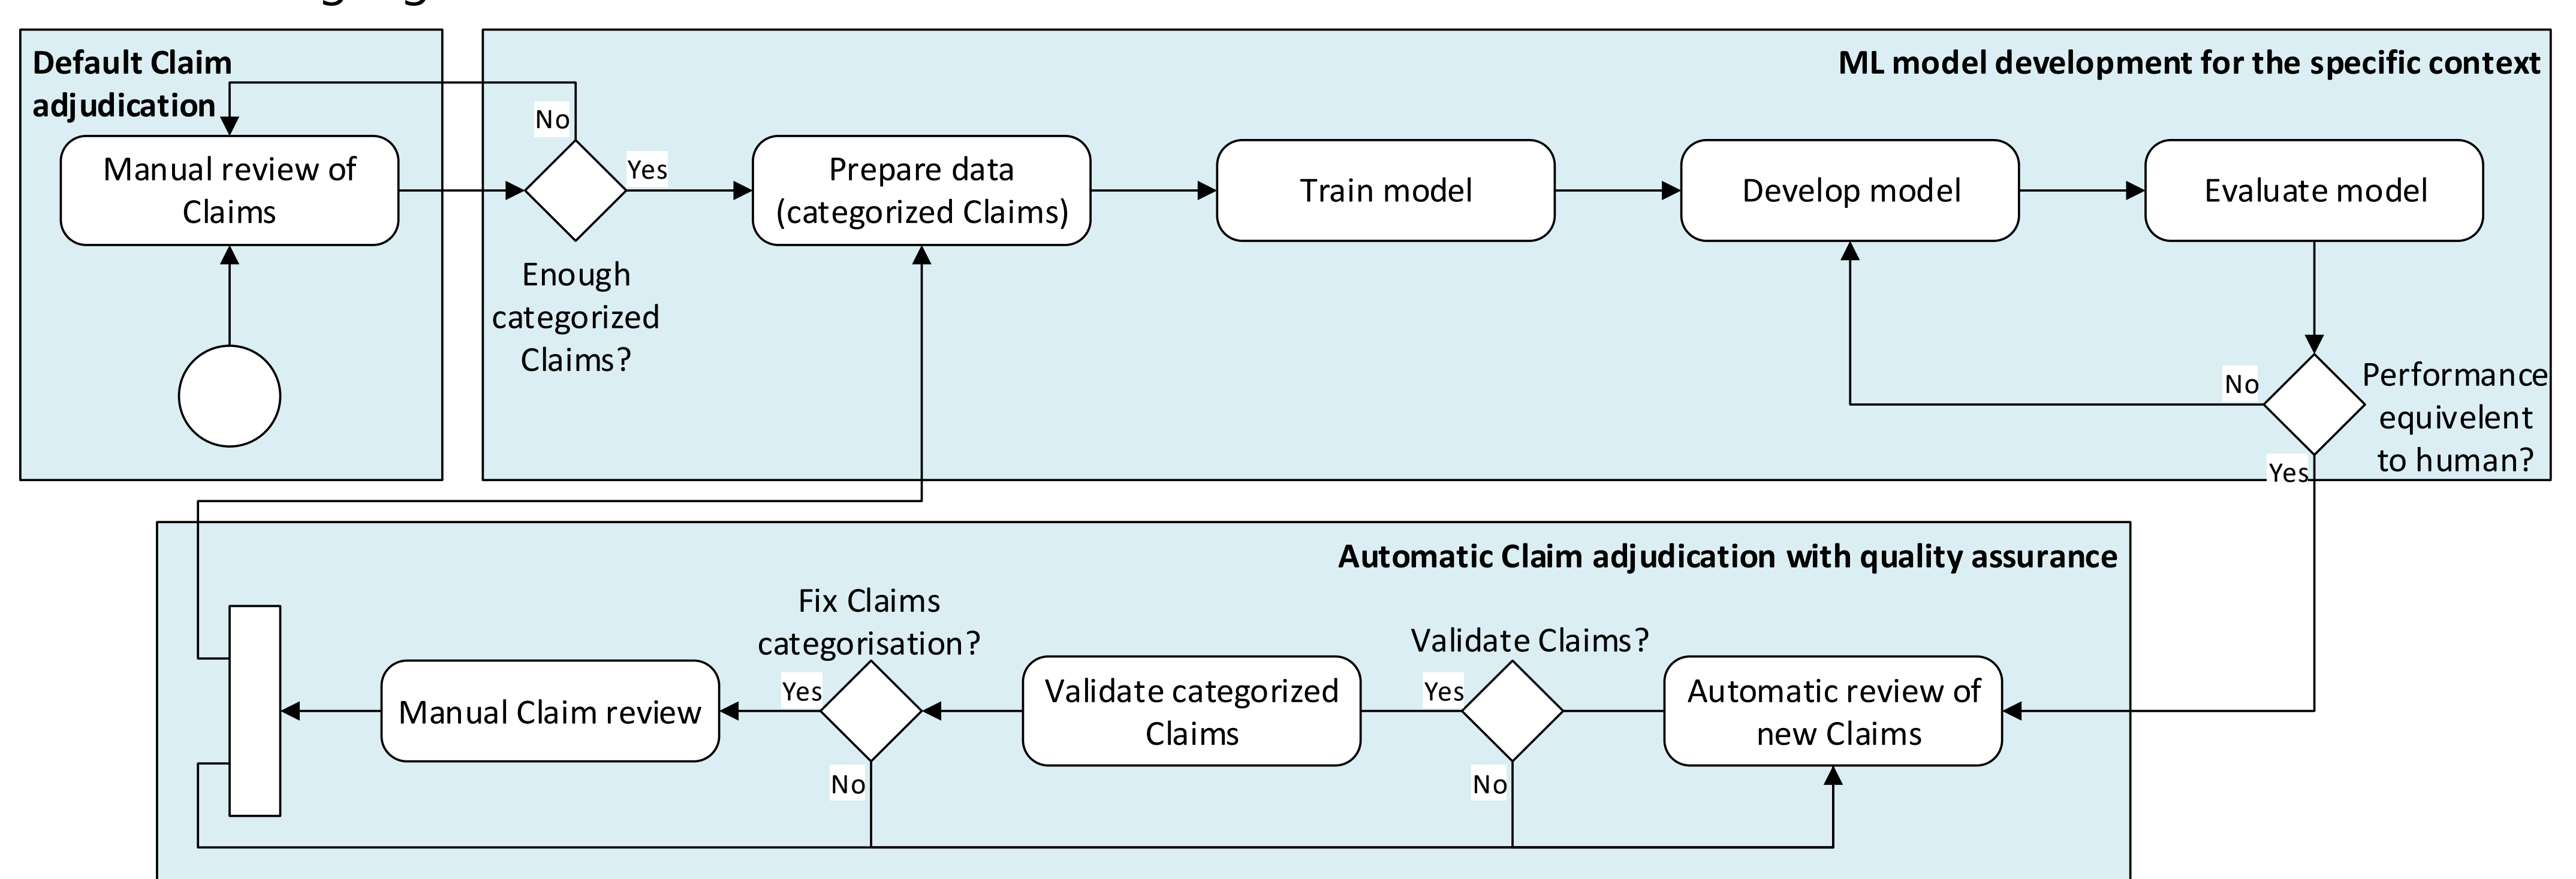 Default Claim
adjudication
ML model development for the specific context
No
Yes
Manual review of
Claims
Prepare data
(categorized Claims)
Train model
Develop model
Evaluate model
Enough
categorized
Claims?
No
Performance
equivelent
to human?
Yes
Automatic Claim adjudication with quality assurance
Fix Claims
categorisation?
Validate Claims?
Manual Claim review
Yes
Validate categorized
Claims
Yes
Automatic review of
new Claims
No
No